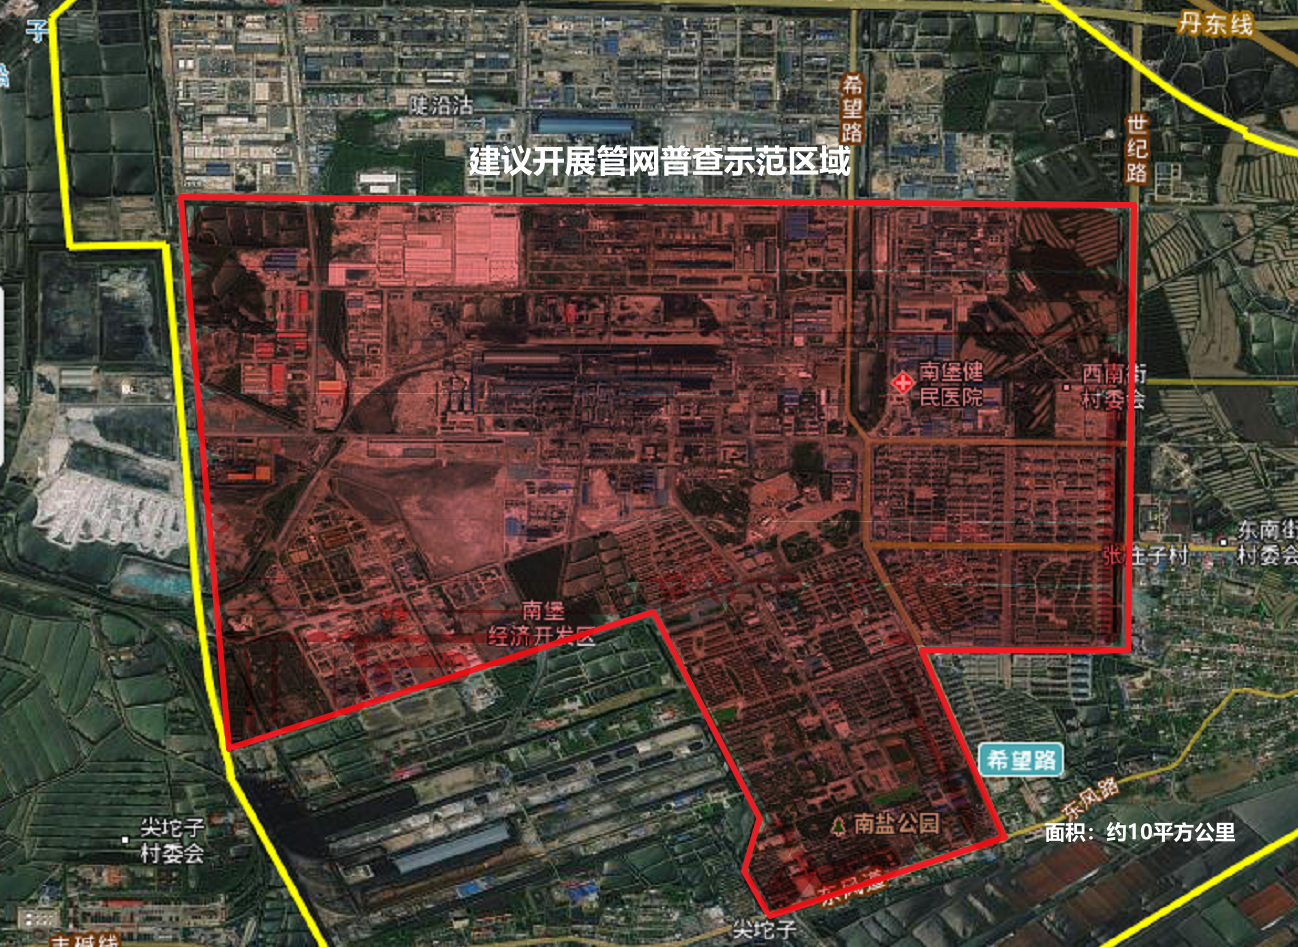 子
丹东线
希望路
陡沿沽
世纪路
建议开展管网普查示范区域
南堡健
民医院
西南街
村委会
东南街
村委会
张庄子村
南堡
经济开发区
希望路
东风路
尖坨子
村委会
南盐公园
面积：约10平方公里
东风道
尖坨子
丰碱线